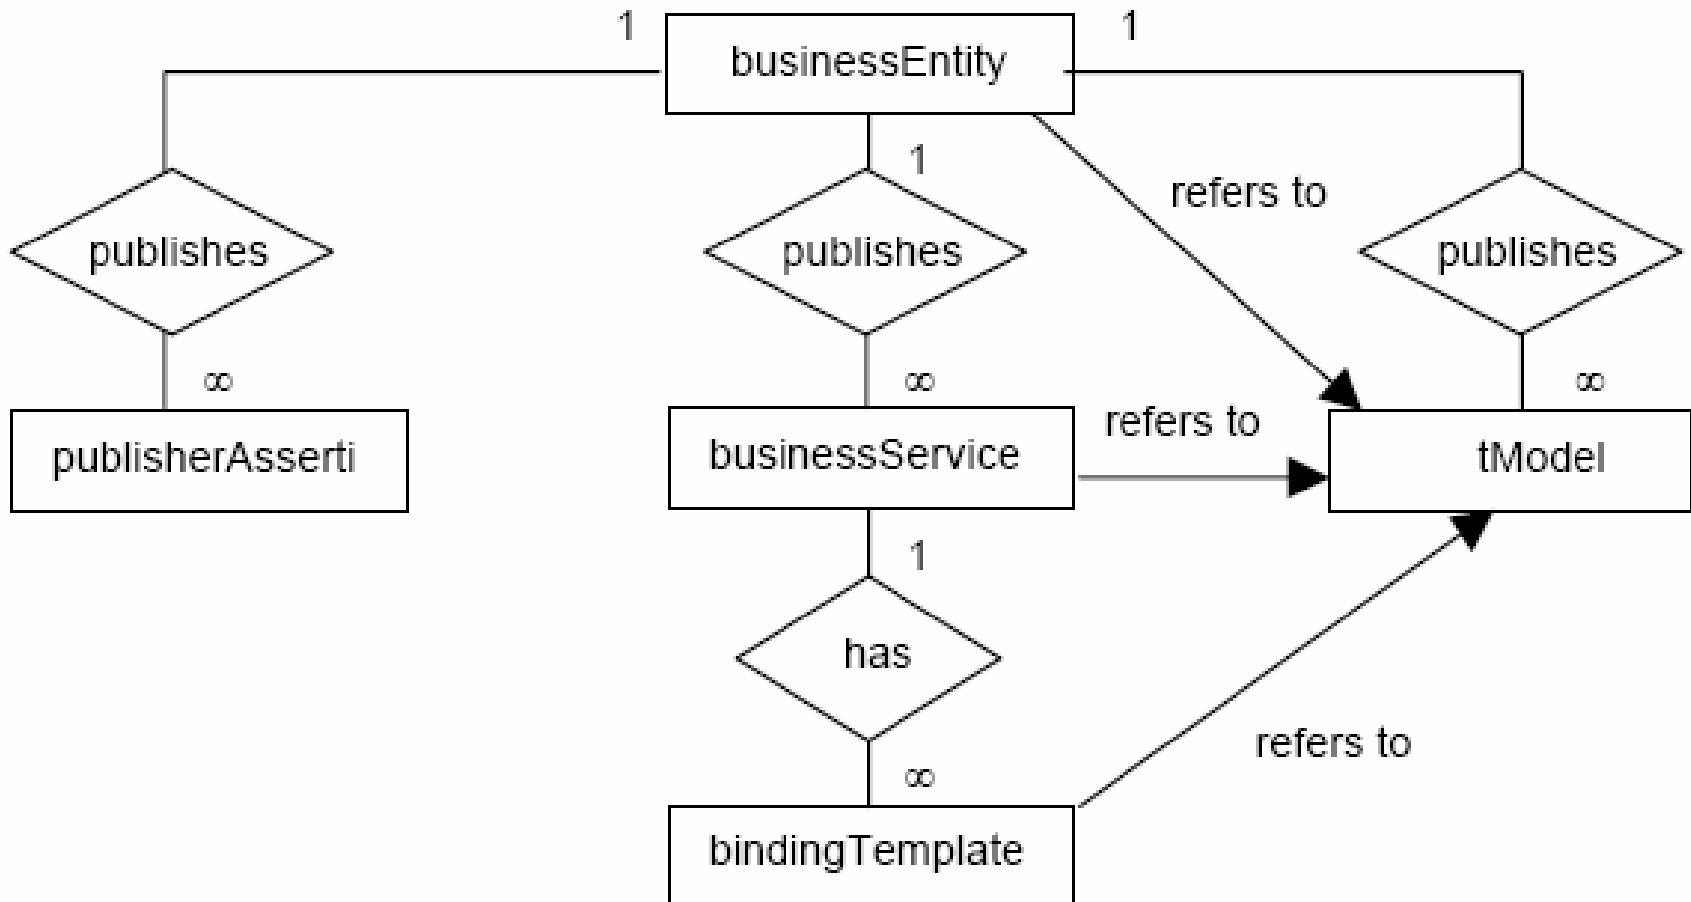 1
businessEntity
1
1
refers to
publishes
publishes
publishes
∞
∞
∞
refers to
publisherAsserti
businessService
tModel
1
has
refers to
∞
bindingTemplate